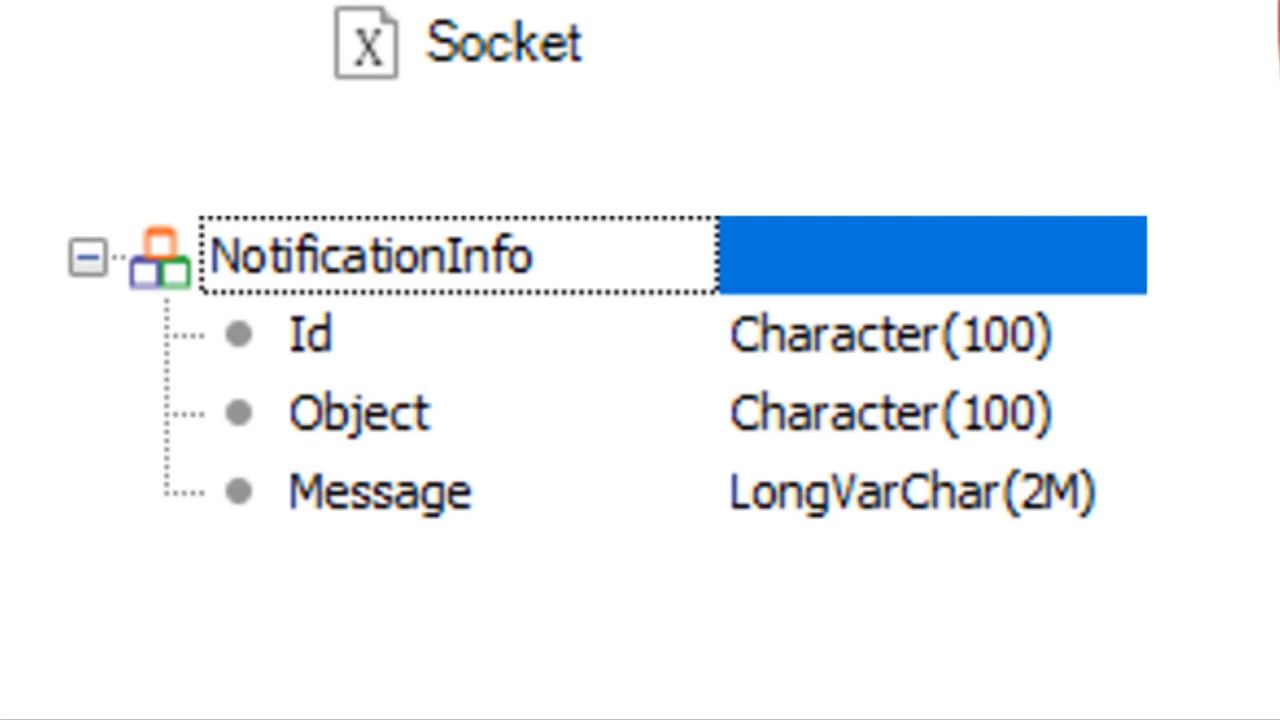 X Socket
NotificationInfo
Id Character(100)
Object Character(100)
Message LongVarChar(2M)